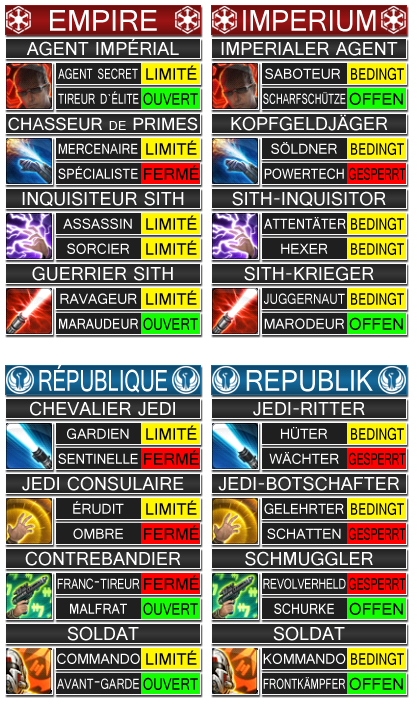 EMPIRE
AGENT IMPÉRIAL
AGENT SECRET LIMITÉ
TIREUR D'ÉLITE OUVERT
CHASSEUR DE PRIMES
MERCENAIRE LIMITÉ
SPÉCIALISTE FERMÉ
INQUISITEUR SITH
ASSASSIN LIMITÉ
SORCIER LIMITÉ
GUERRIER SITH
RAVAGEUR LIMITÉ
MARAUDEUR OUVERT
IMPERIUM
IMPERIALER AGENT
SABOTEUR BEDINGT
SCHARFSCHÜTZE OFFEN
KOPFGELDJÄGER
SÖLDNER BEDINGT
POWERTECH GESPERRT
SITH-INQUISITOR
ATTENTÄTER BEDINGT
HEXER BEDINGT
SITH-KRIEGER
JUGGERNAUT BEDINGT
MARODEUR OFFEN
RÉPUBLIQUE
CHEVALIER JEDI
GARDIEN LIMITÉ
SENTINELLE FERMÉ
JEDI CONSULAIRE
ÉRUDIT LIMITÉ
OMBRE FERMÉ
CONTREBANDIER
FRANC-TIREUR FERMÉ
MALFRAT OUVERT
SOLDAT
COMMANDO LIMITÉ
AVANT-GARDE OUVERT
REPUBLIK
JEDI-RITTER
HÜTER BEDINGT
WÄCHTER GESPERRT
JEDI-BOTSCHAFTER
GELEHRTER BEDINGT
SCHATTEN GESPERRT
SCHMUGGLER
REVOLVERHELD GESPERRT
SCHURKE OFFEN
SOLDAT
KOMMANDO BEDINGT
FRONTKÄMPFER OFFEN